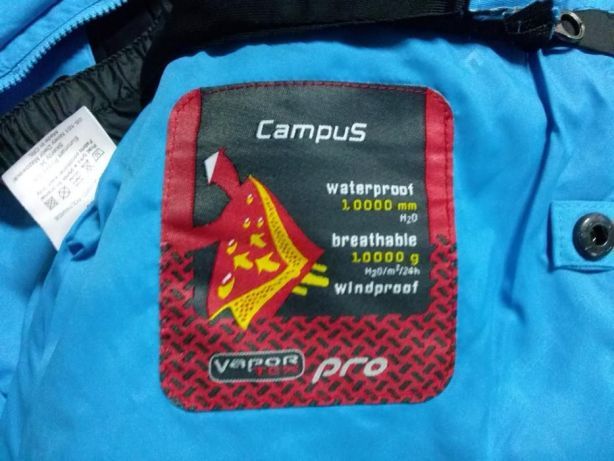 Campus
waterproof
10000 mm
H₂O
breathable
10000 g
H₂O/m²/24h
windproof
VAPOR
TEX
pro